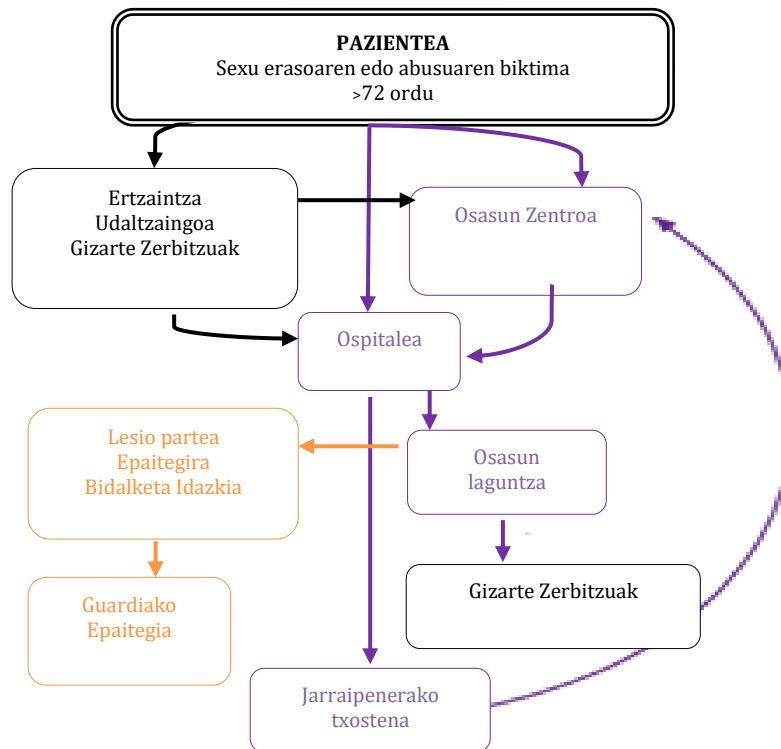 PAZIENTEA
Sexu erasoaren edo abusuaren biktima
>72 ordu
Ertzaintza
Udaltzaingoa
Gizarte Zerbitzuak
Osasun Zentroa
Ospitalea
Lesio partea
Epaitegira
Bidalketa Idazkia
Osasun
laguntza
Guardiako
Epaitegia
Gizarte Zerbitzuak
Jarraipenerako
txostena